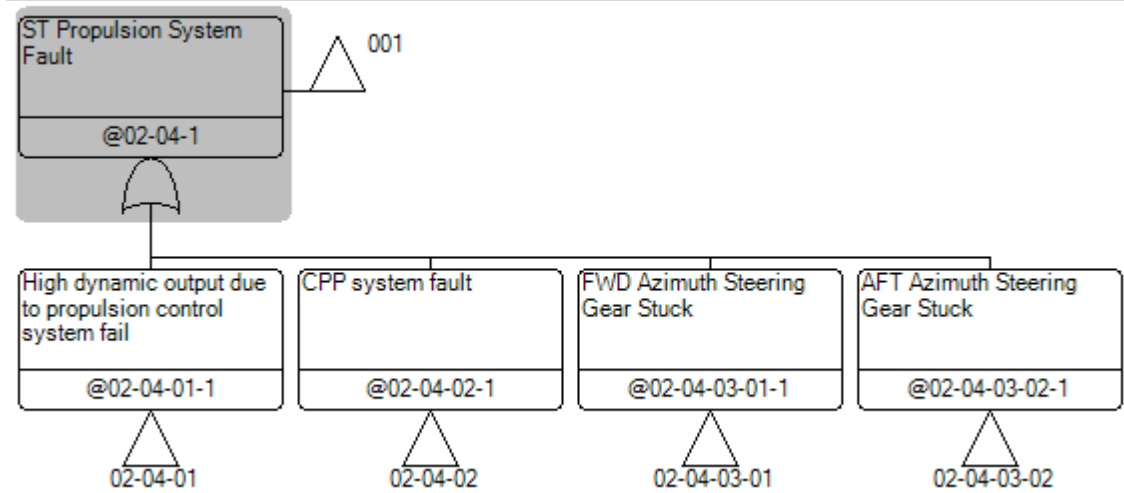 ST Propulsion System
Fault
001
@02-04-1
High dynamic output due
to propulsion control
system fail
@02-04-01-1
02-04-01
CPP system fault
@02-04-02-1
02-04-02
FWD Azimuth Steering
Gear Stuck
@02-04-03-01-1
02-04-03-01
AFT Azimuth Steering
Gear Stuck
@02-04-03-02-1
02-04-03-02